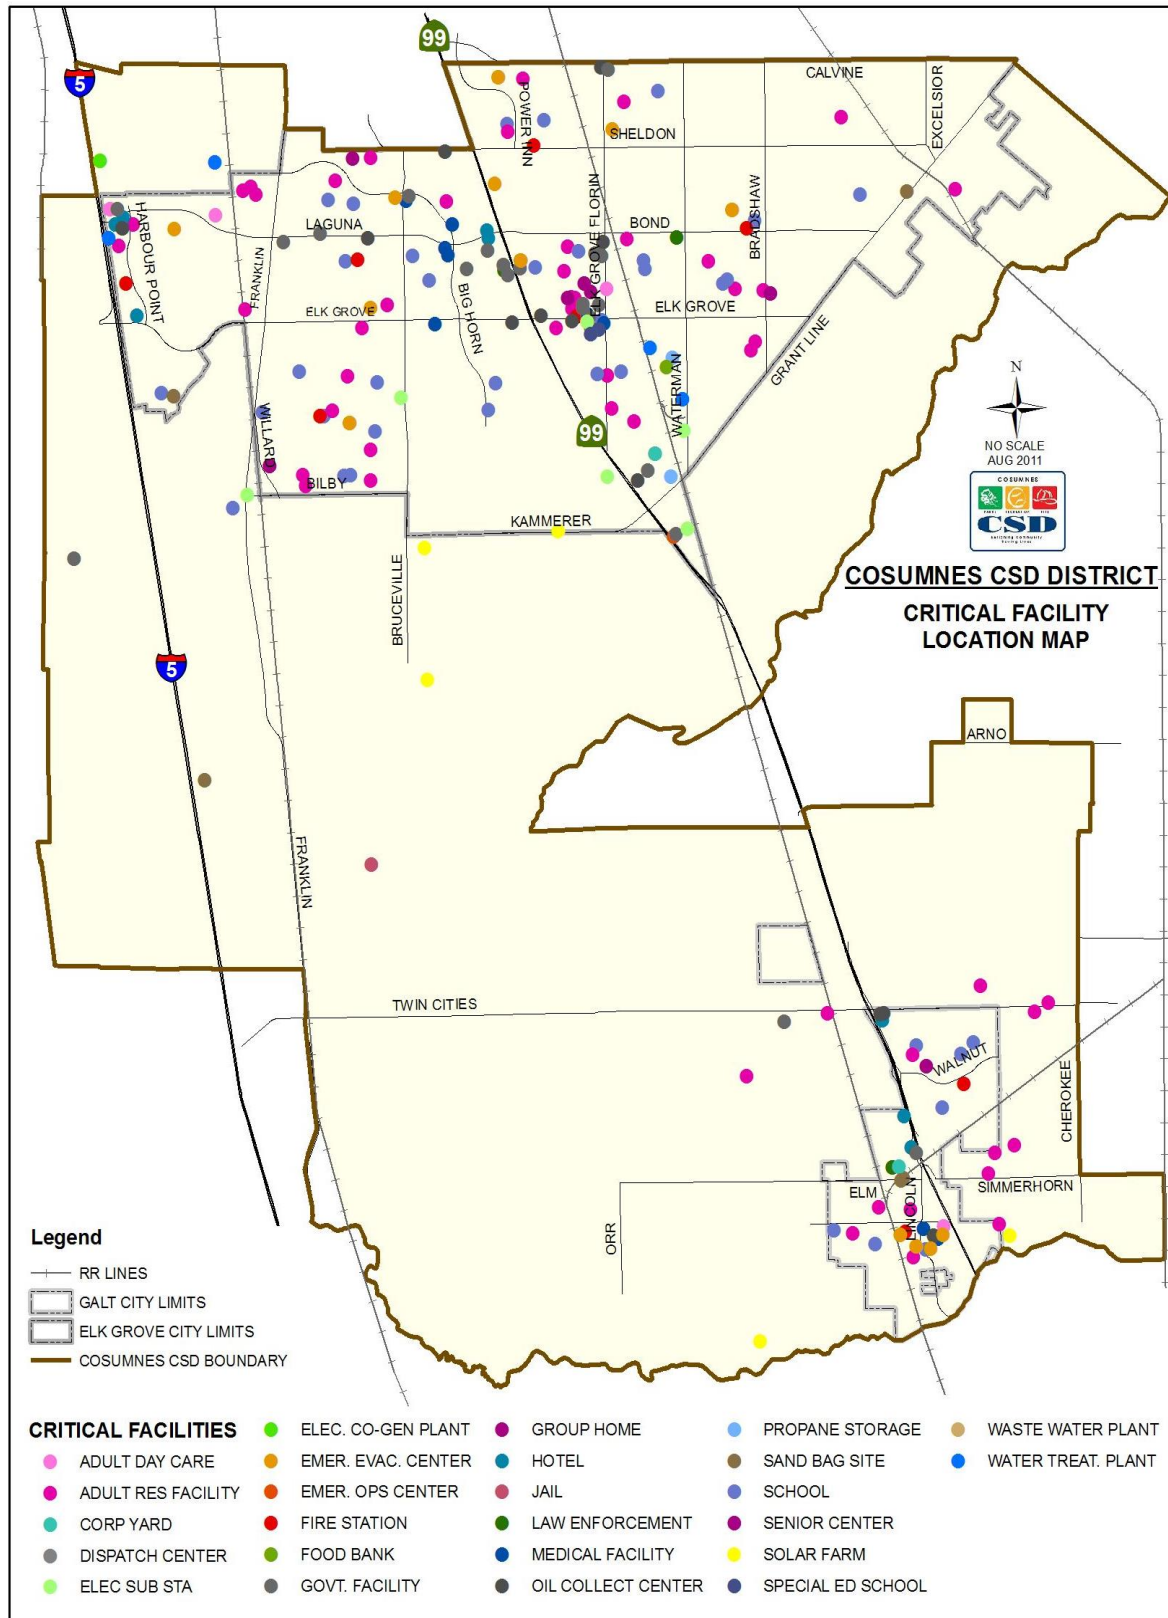 99
5
CALVINE
EXCELSIOR
POWER INN
SHELDON
HARBOUR POINT
FRANKLIN
LAGUNA
ELK GROVE FLORIN
BOND
BRADSHAW
ELK GROVE
BIG HORN
ELK GROVE
GRANT LINE
WATERMAN
WILLARD
99
N
NO SCALE
AUG 2011
COSUMNES
CSD
BILBY
KAMMERER
COSUMNES CSD DISTRICT
CRITICAL FACILITY
LOCATION MAP
BRUCEVILLE
5
ARNO
FRANKLIN
TWIN CITIES
WALNUT
CHEROKEE
ELM
LINCOLN
SIMMERHORN
ORR
Legend
RR LINES
GALT CITY LIMITS
ELK GROVE CITY LIMITS
COSUMNES CSD BOUNDARY
CRITICAL FACILITIES
ADULT DAY CARE
ADULT RES FACILITY
CORP YARD
DISPATCH CENTER
ELEC SUB STA
ELEC. CO-GEN PLANT
EMER. EVAC. CENTER
EMER. OPS CENTER
FIRE STATION
FOOD BANK
GOVT. FACILITY
GROUP HOME
HOTEL
JAIL
LAW ENFORCEMENT
MEDICAL FACILITY
OIL COLLECT CENTER
PROPANE STORAGE
SAND BAG SITE
SCHOOL
SENIOR CENTER
SOLAR FARM
SPECIAL ED SCHOOL
WASTE WATER PLANT
WATER TREAT. PLANT